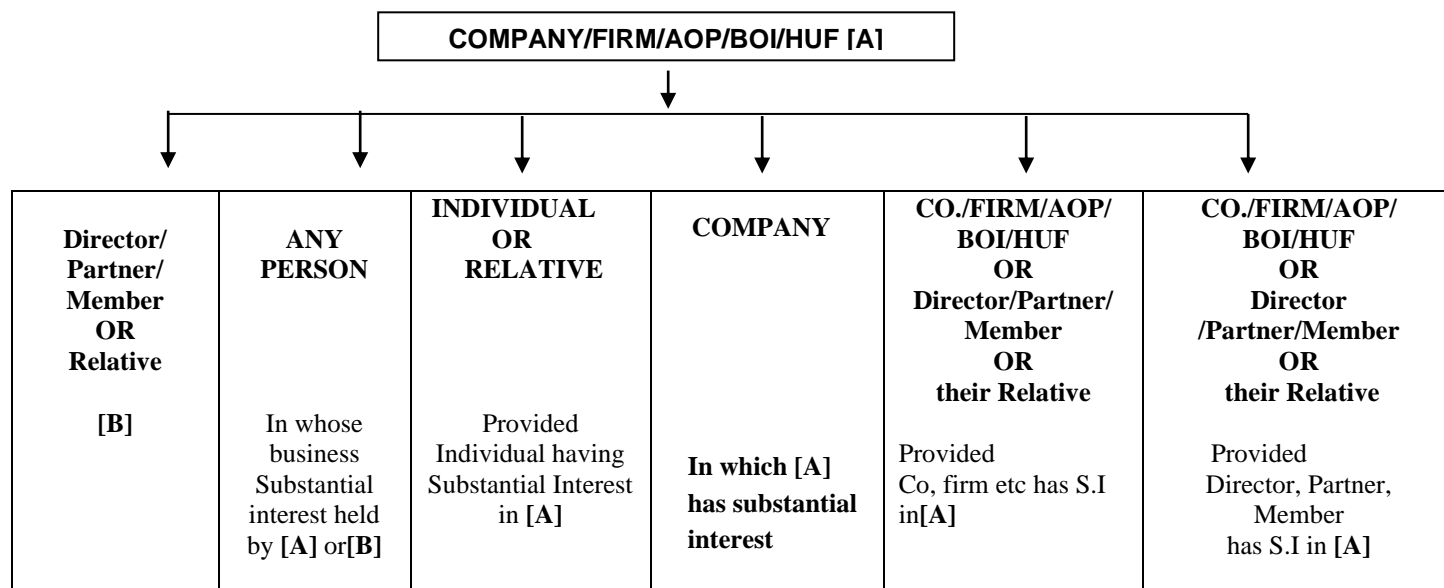 COMPANY/FIRM/AOP/BOI/HUF [A]
Director/
Partner/
Member
OR
Relative
[B]
ANY
PERSON
In whose
business
Substantial
interest held
by [A] or[B]
INDIVIDUAL
OR
RELATIVE
Provided
Individual having
Substantial Interest
in [A]
COMPANY
In which [A]
has substantial
interest
CO./FIRM/AOP/
BOI/HUF
OR
Director/Partner/
Member
OR
their Relative
Provided
Co, firm etc has S.I
in[A]
CO./FIRM/AOP/
BOI/HUF
OR
Director
/Partner/Member
OR
their Relative
Provided
Director, Partner,
Member
has S.I in [A]